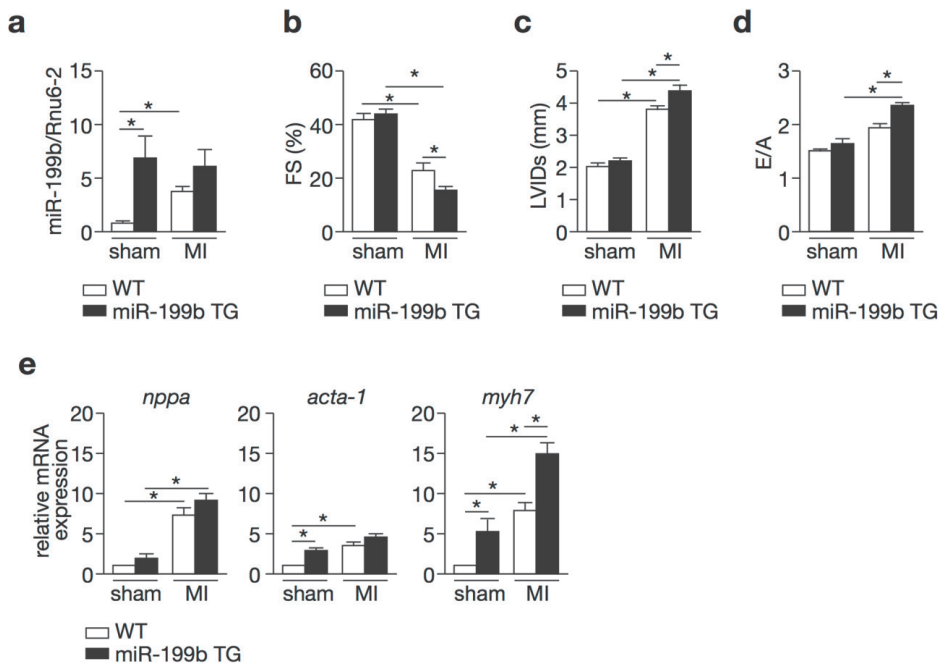 a
miR-199b/Rnu6-2
15
10
5
0
*
*
sham MI
WT
miR-199b TG
b
FS (%)
60
40
20
0
*
*
*
sham MI
WT
miR-199b TG
c
LVIDs (mm)
5
4
3
2
1
0
*
*
*
sham MI
WT
miR-199b TG
d
E/A
3
2
1
0
*
*
sham MI
WT
miR-199b TG
e
relative mRNA
expression
nppa
20
15
10
5
0
*
*
sham MI
acta-1
20
15
10
5
0
*
*
sham MI
myh7
20
15
10
5
0
*
*
*
*
sham MI
WT
miR-199b TG